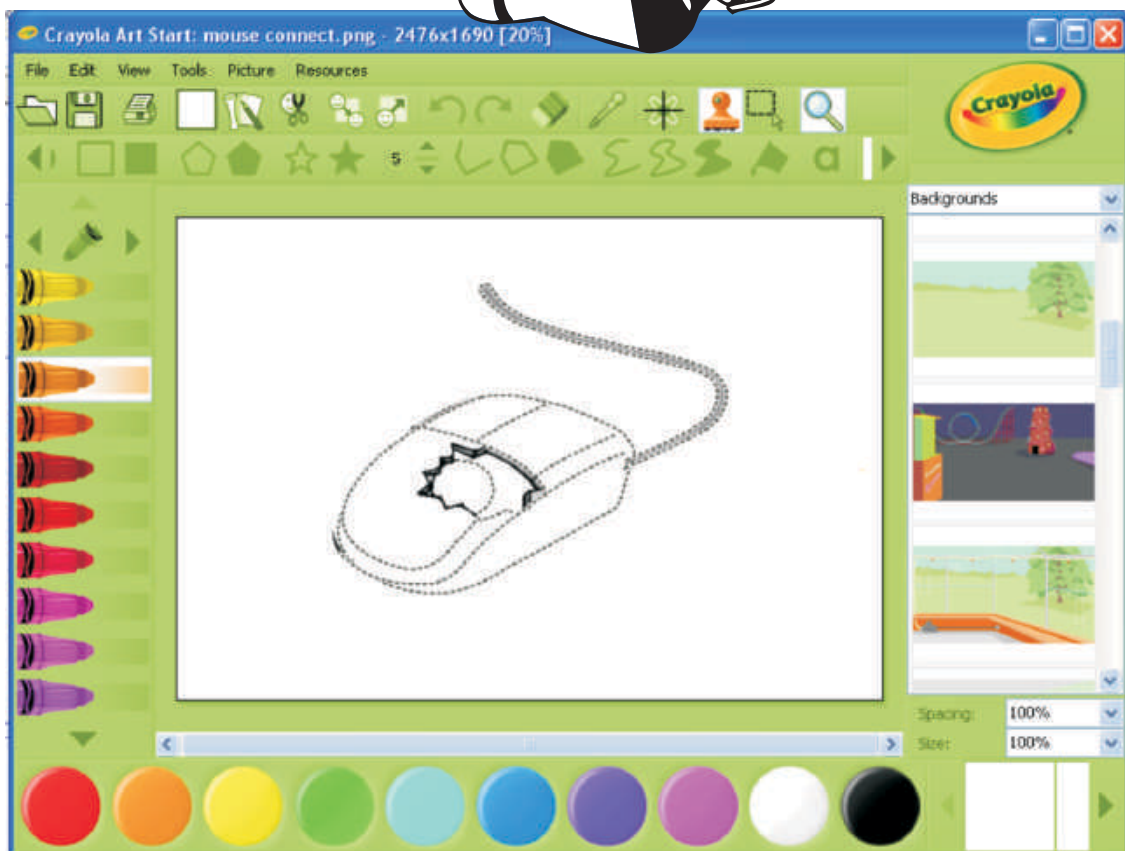 Crayola Art Start: mouse connect.png - 2476x1690 [20%]
File Edit View Tools Picture Resources
Crayola
5
a
Backgrounds
Spacing: 100%
Size: 100%